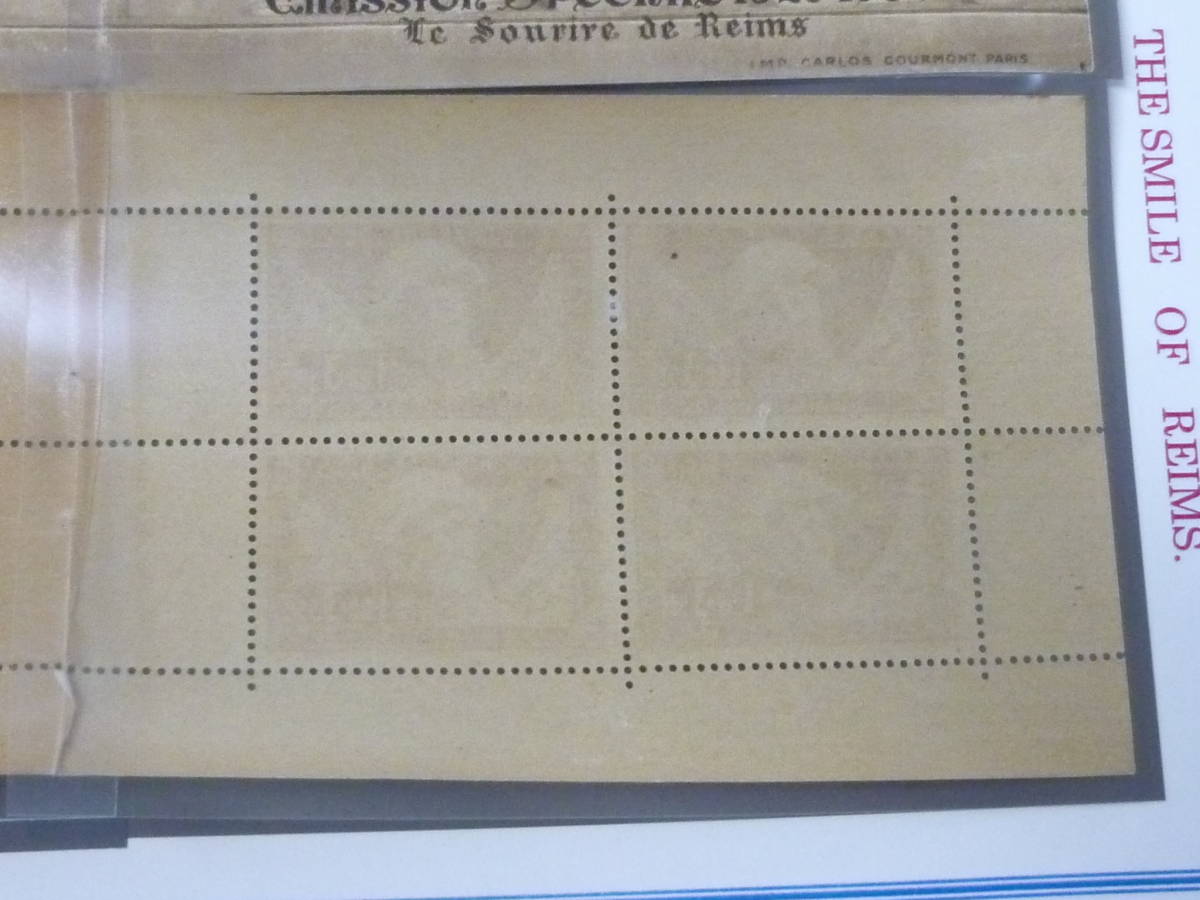 Le Sourire de Reims
IMP. CARLOS COURMONT PARIS
THE SMILE OF REIMS.